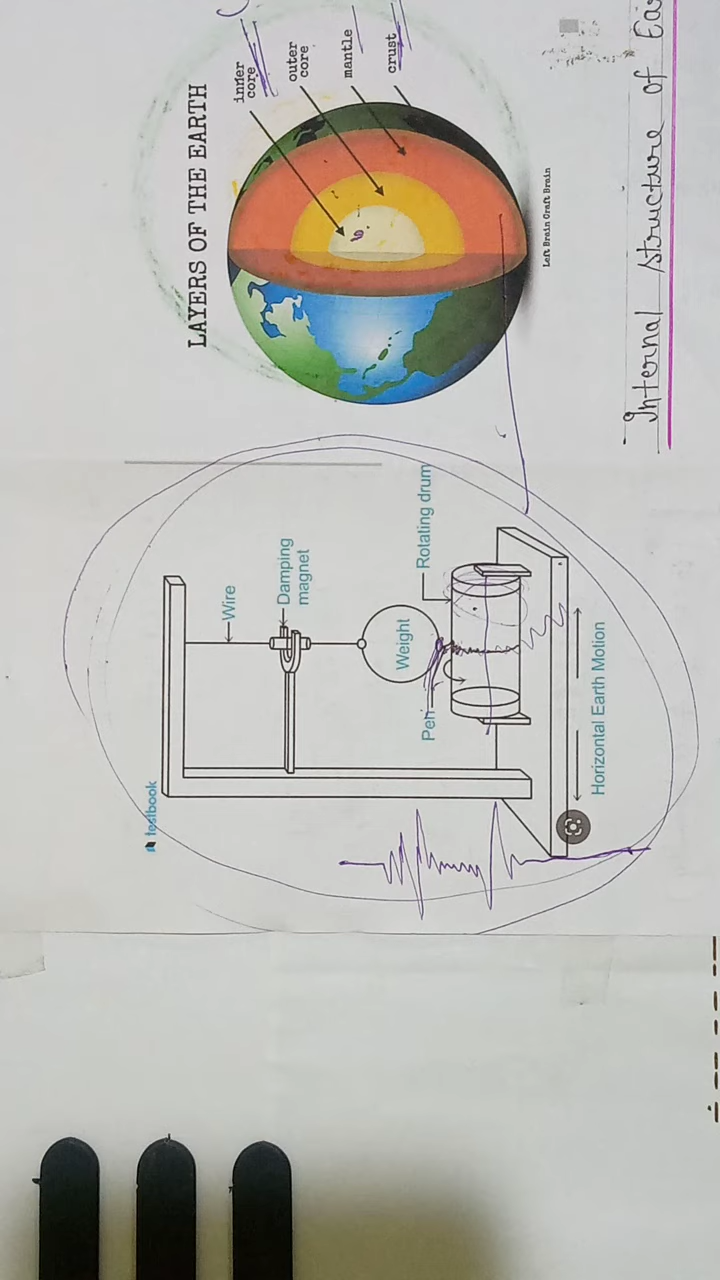 LAYERS OF THE EARTH
inner
core
outer
core
mantle
crust
Left Brain Craft Brain
Internal structure of
testbook
Wire
Damping
magnet
Weight
Pen
Rotating drum
Horizontal Earth Motion